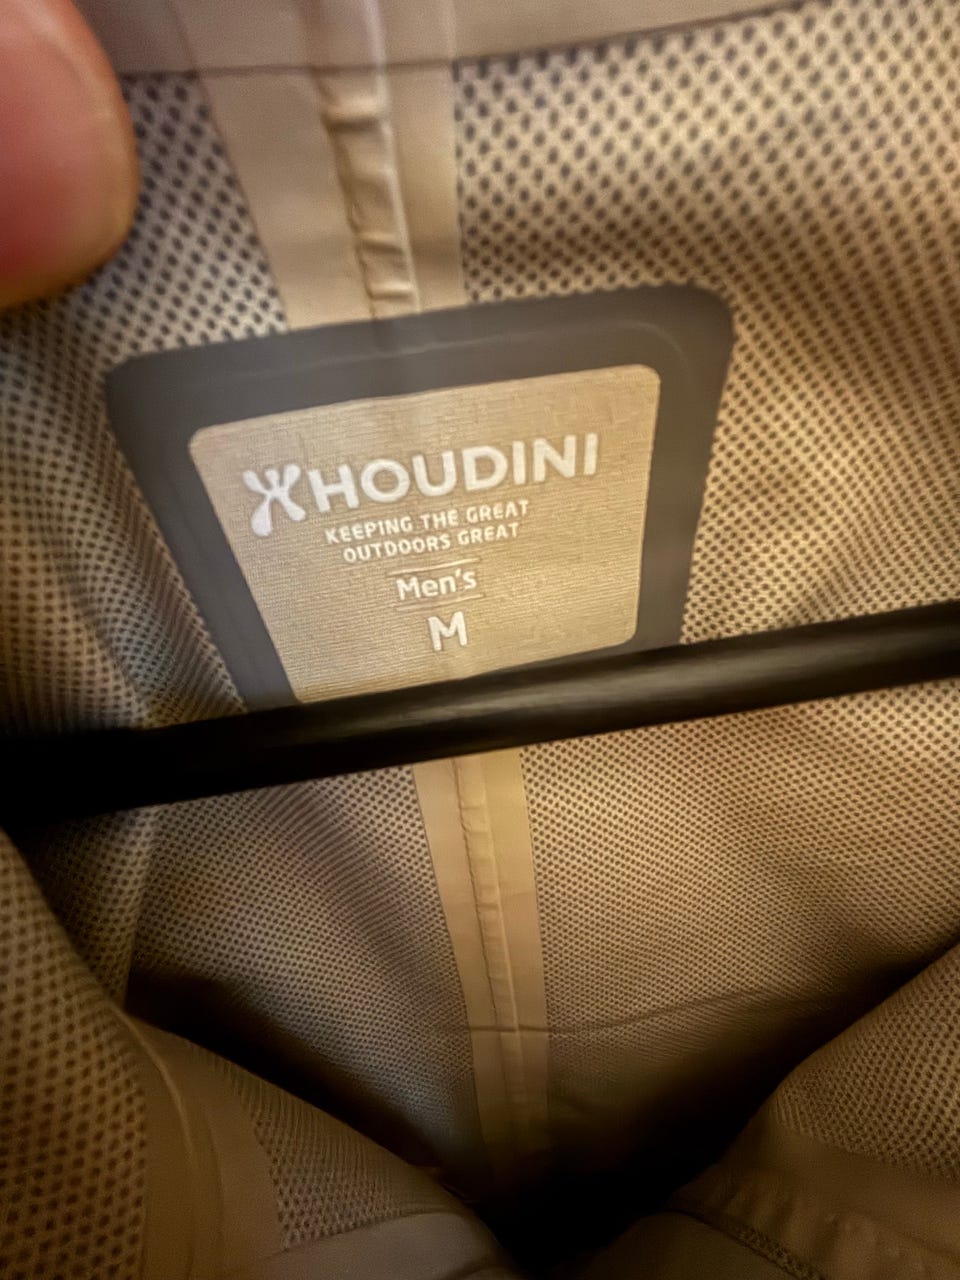 HOUDINI
KEEPING THE GREAT
OUTDOORS GREAT
Men's
M